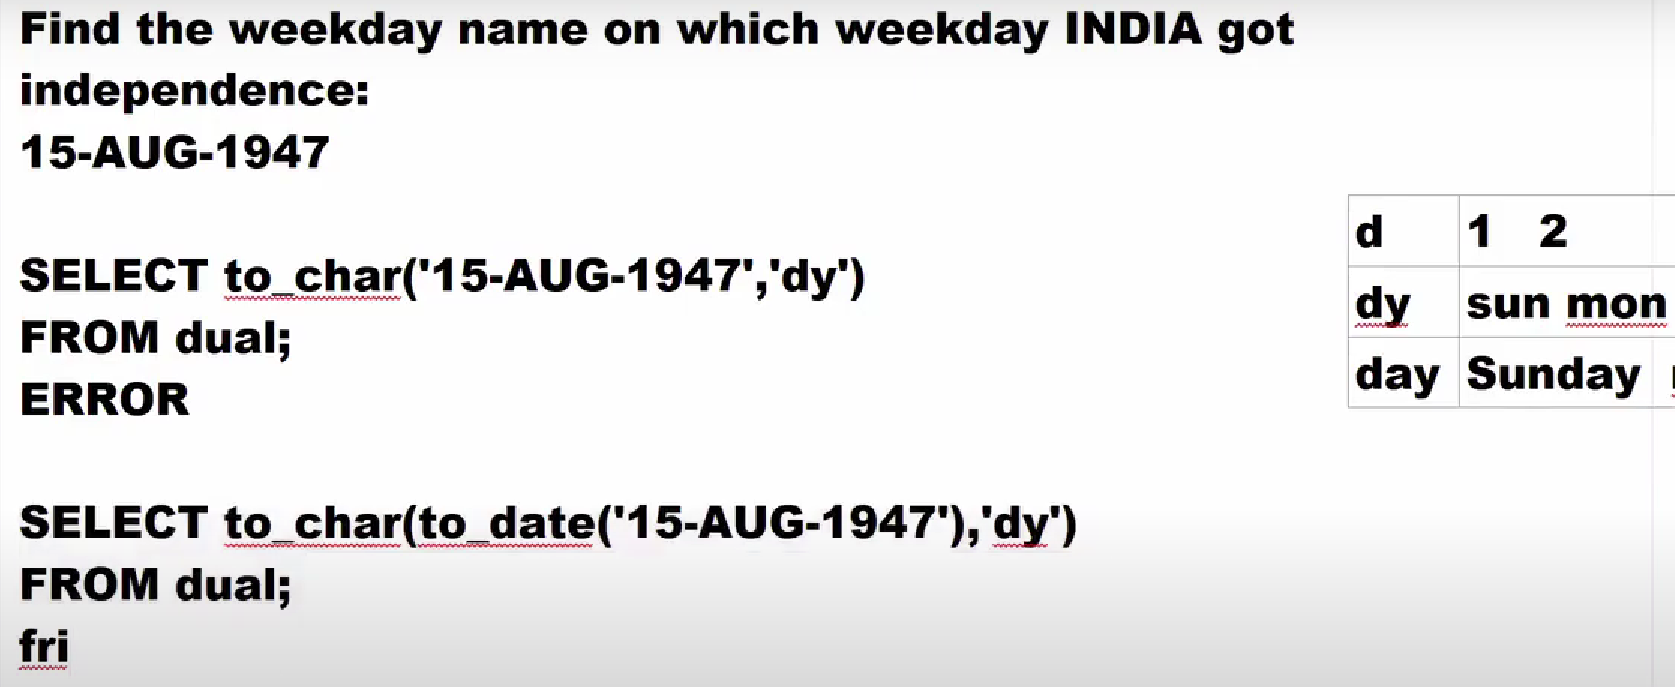 Find the weekday name on which weekday INDIA got
independence:
15-AUG-1947
SELECT to_char('15-AUG-1947','dy')
FROM dual;
ERROR
SELECT to_char(to_date('15-AUG-1947'),'dy')
FROM dual;
fri
d 1 2
dy sun mon
day Sunday